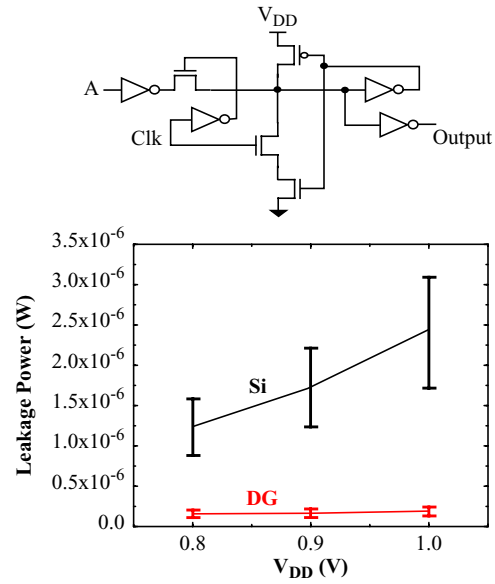 V_DD
A
Clk
Output
3.5x10^-6
3.0x10^-6
2.5x10^-6
2.0x10^-6
1.5x10^-6
1.0x10^-6
0.5x10^-6
0.0
Leakage Power (W)
Si
DG
0.8 0.9 1.0
V_DD (V)